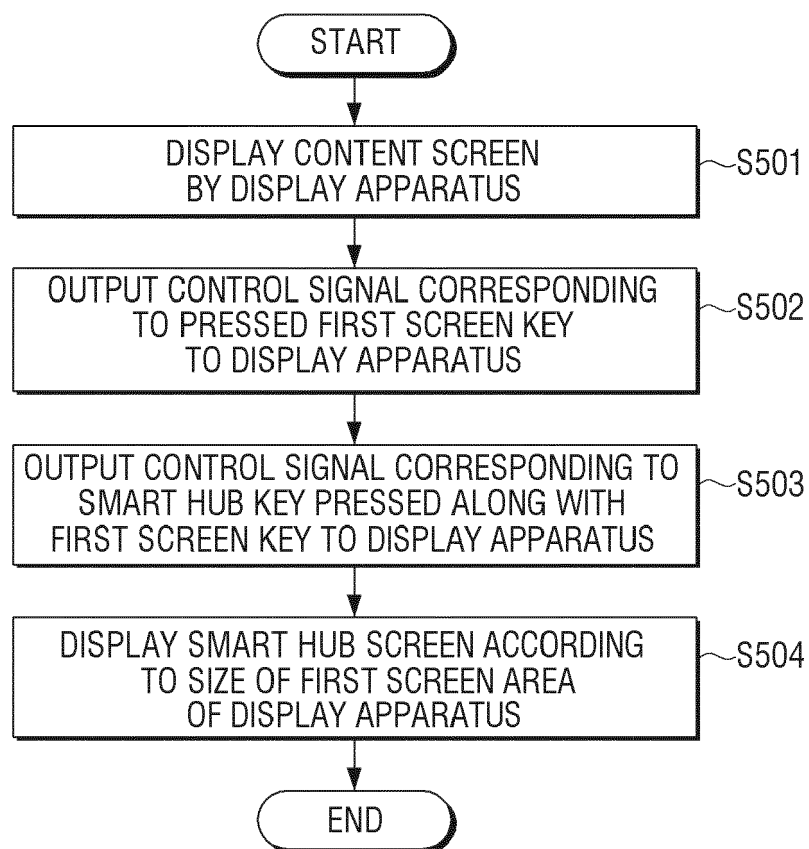 START
DISPLAY CONTENT SCREEN
BY DISPLAY APPARATUS
S501
OUTPUT CONTROL SIGNAL CORRESPONDING
TO PRESSED FIRST SCREEN KEY
TO DISPLAY APPARATUS
S502
OUTPUT CONTROL SIGNAL CORRESPONDING TO
SMART HUB KEY PRESSED ALONG WITH
FIRST SCREEN KEY TO DISPLAY APPARATUS
S503
DISPLAY SMART HUB SCREEN ACCORDING
TO SIZE OF FIRST SCREEN AREA
OF DISPLAY APPARATUS
S504
END